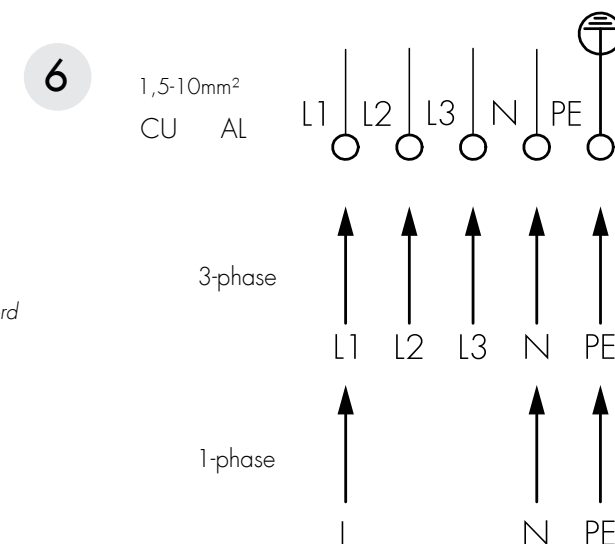 6
1,5-10mm²
CU AL
L1 L2 L3 N PE
3-phase
L1 L2 L3 N PE
1-phase
N PE